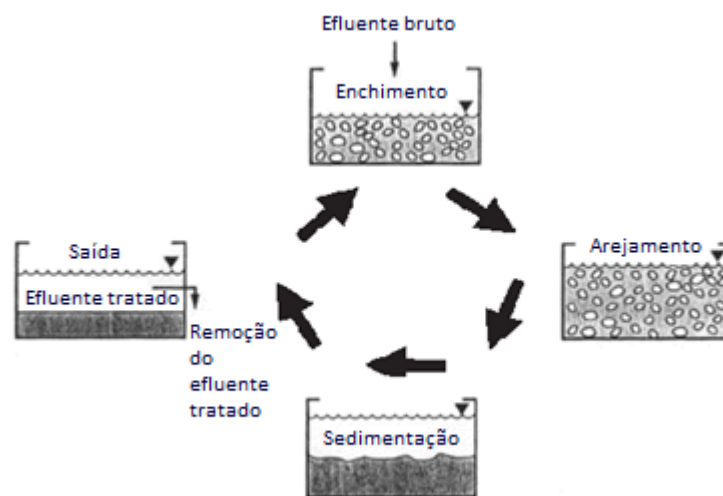 Efluente bruto
Enchimento
Arejamento
Sedimentação
Saída
Efluente tratado
Remoção
do
efluente
tratado